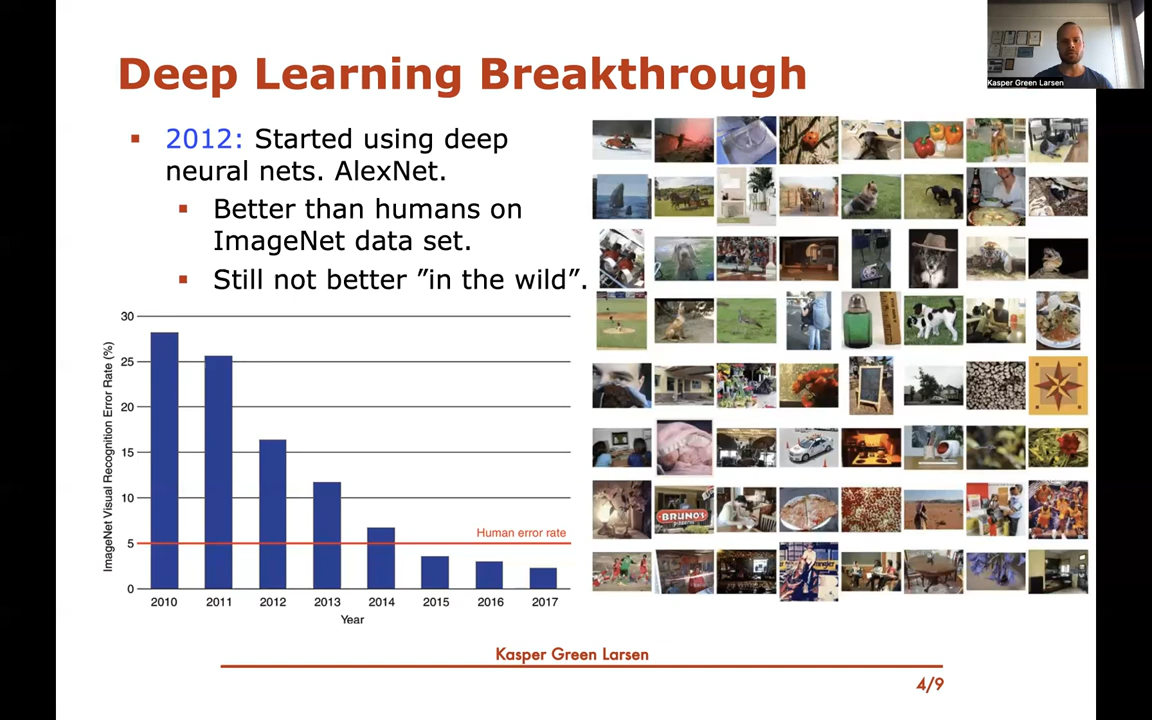 Deep Learning Breakthrough
Kasper Green Larsen
▪ 2012: Started using deep
neural nets. AlexNet.
▪ Better than humans on
ImageNet data set.
▪ Still not better ”in the wild”.
ImageNet Visual Recognition Error Rate (%)
30
25
20
15
10
5
0
Human error rate
2010 2011 2012 2013 2014 2015 2016 2017
Year
BRUNO'S
Kasper Green Larsen
4/9